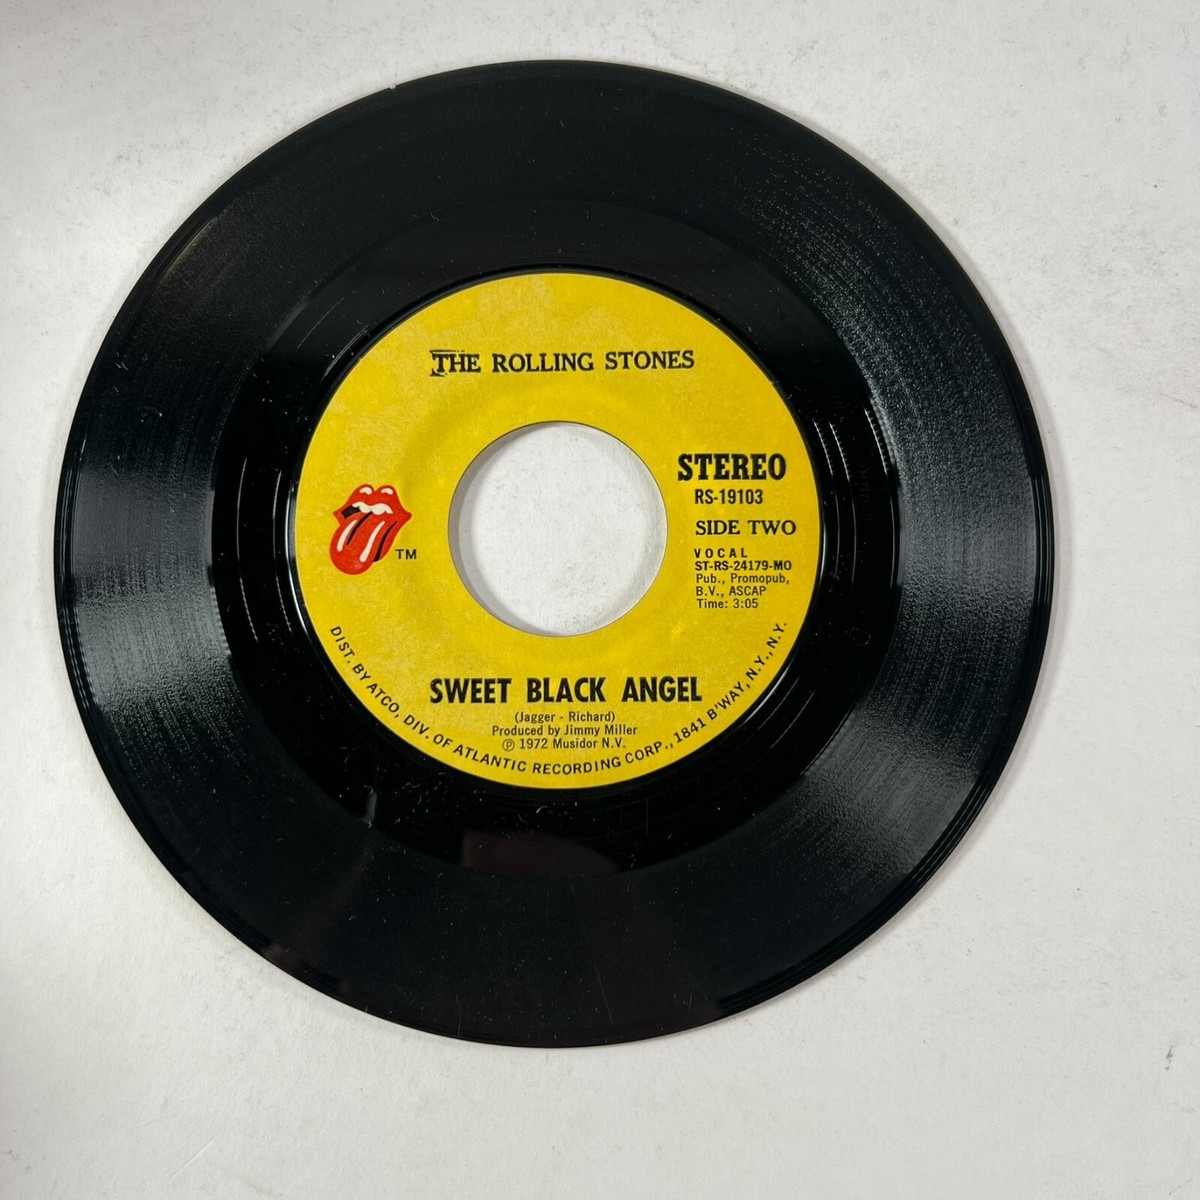 THE ROLLING STONES
STEREO
RS-19103
SIDE TWO
VOCAL
ST-RS-24179-MO
Pub., Promopub,
B.V., ASCAP
Time: 3:05
TM
SWEET BLACK ANGEL
(Jagger - Richard)
Produced by Jimmy Miller
℗ 1972 Musidor N.V.
DIST. BY ATCO, DIV. OF ATLANTIC RECORDING CORP., 1841 B'WAY, N.Y., N.Y.